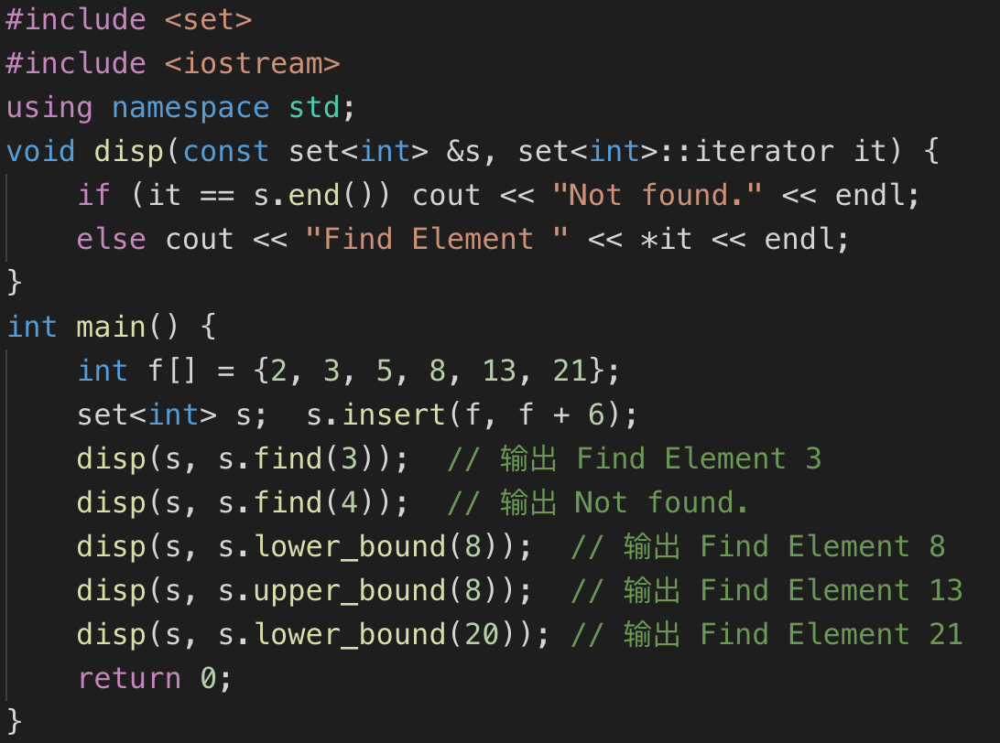 #include <set>
#include <iostream>
using namespace std;
void disp(const set<int> &s, set<int>::iterator it) {
    if (it == s.end()) cout << "Not found." << endl;
    else cout << "Find Element " << *it << endl;
}
int main() {
    int f[] = {2, 3, 5, 8, 13, 21};
    set<int> s;  s.insert(f, f + 6);
    disp(s, s.find(3));  // 输出 Find Element 3
    disp(s, s.find(4));  // 输出 Not found.
    disp(s, s.lower_bound(8));  // 输出 Find Element 8
    disp(s, s.upper_bound(8));  // 输出 Find Element 13
    disp(s, s.lower_bound(20)); // 输出 Find Element 21
    return 0;
}